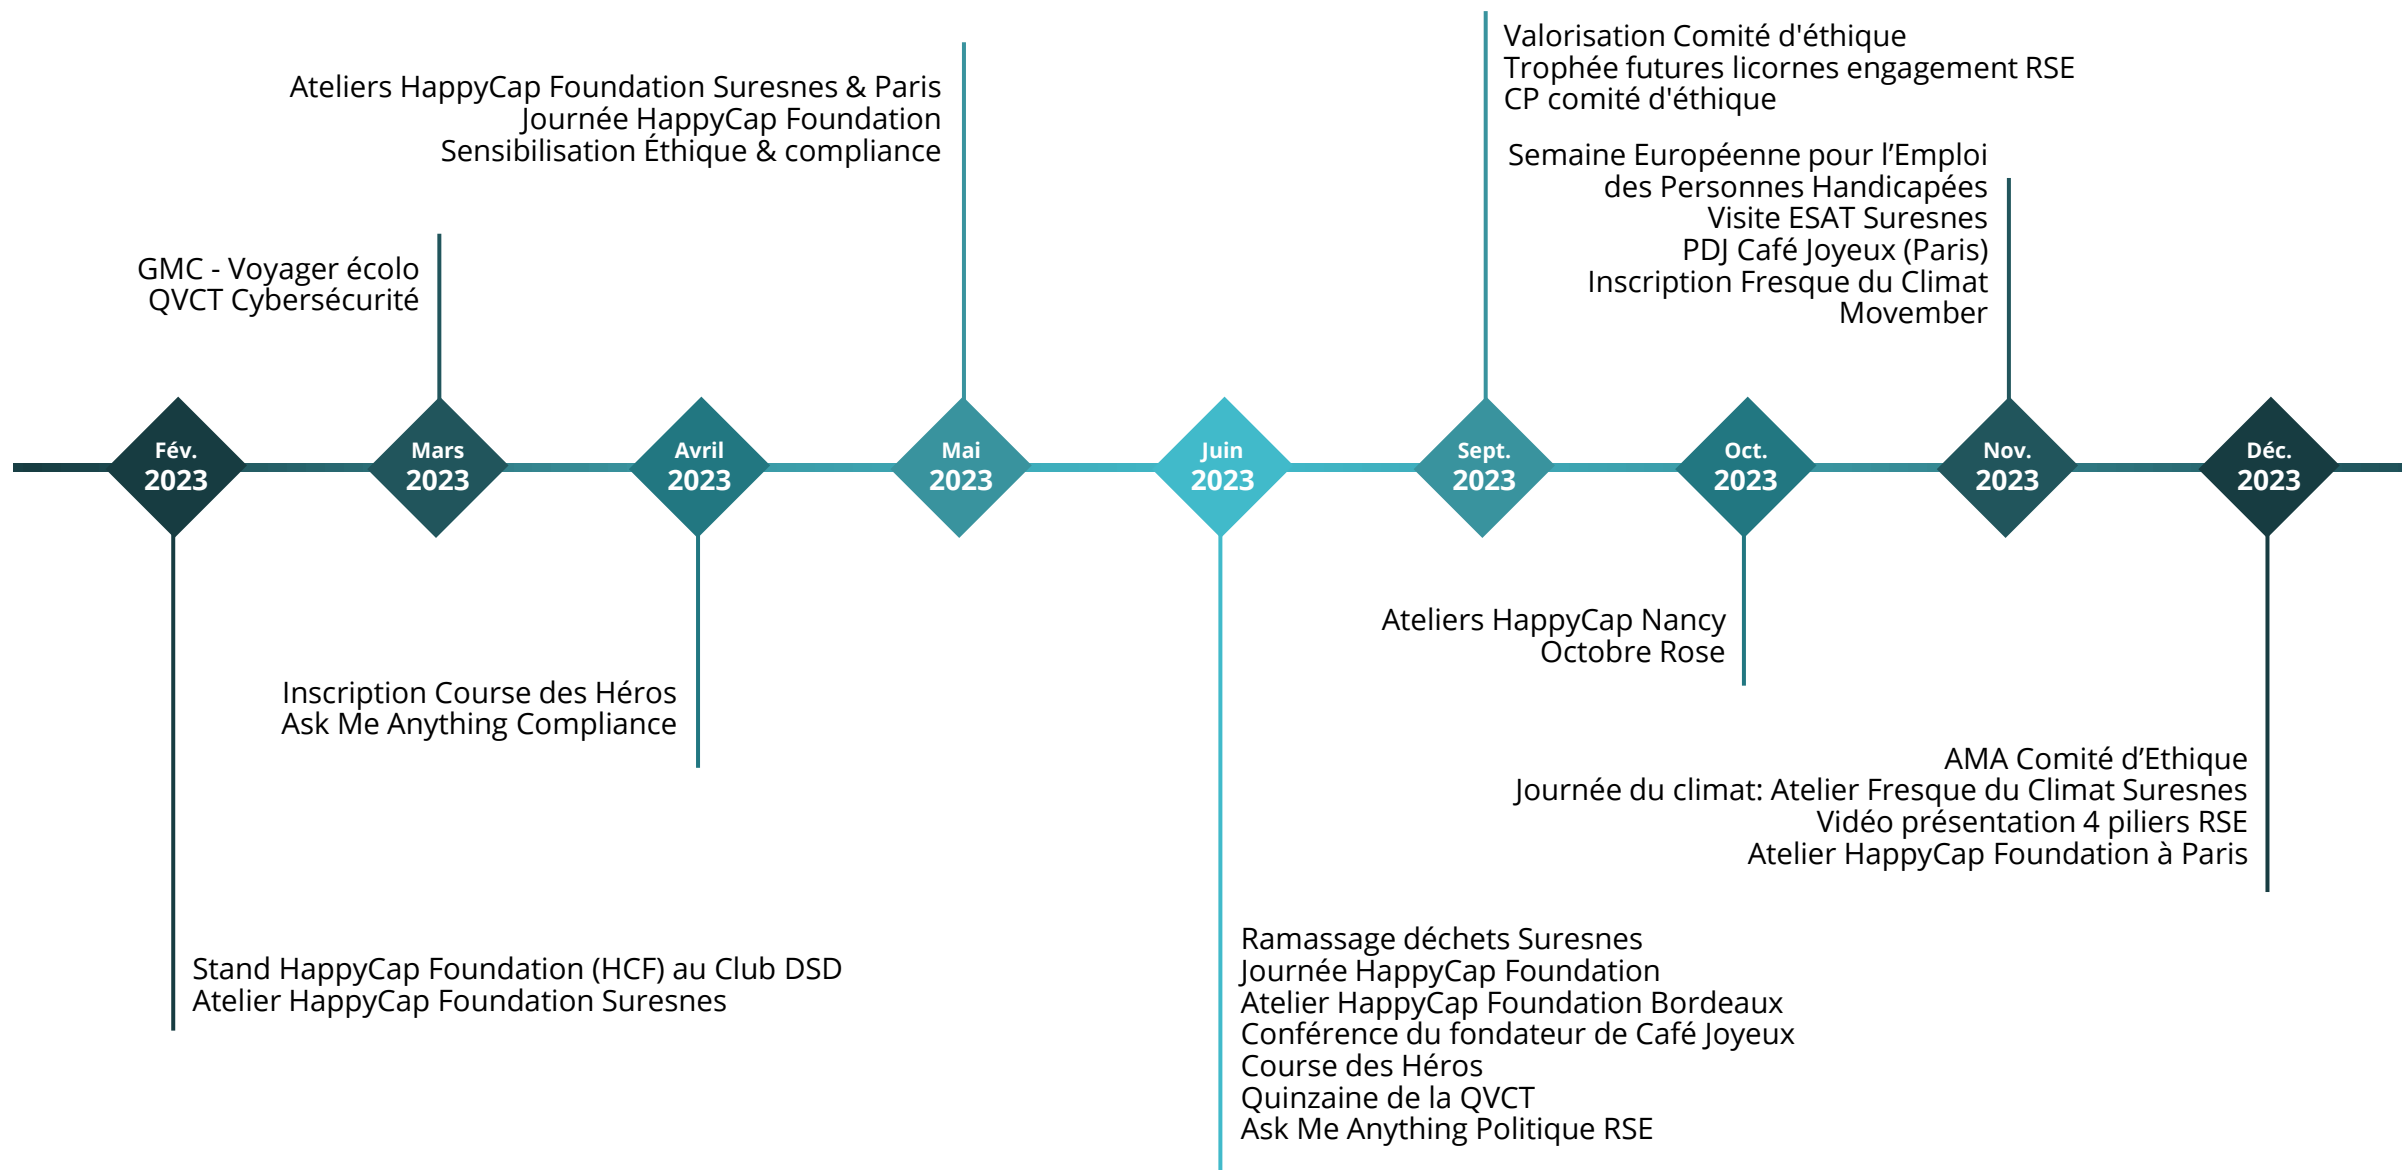 Fév.
2023
Stand HappyCap Foundation (HCF) au Club DSD
Atelier HappyCap Foundation Suresnes
Mars
2023
GMC - Voyager écolo
QVCT Cybersécurité
Avril
2023
Inscription Course des Héros
Ask Me Anything Compliance
Mai
2023
Ateliers HappyCap Foundation Suresnes & Paris
Journée HappyCap Foundation
Sensibilisation Éthique & compliance
Juin
2023
Ramassage déchets Suresnes
Journée HappyCap Foundation
Atelier HappyCap Foundation Bordeaux
Conférence du fondateur de Café Joyeux
Course des Héros
Quinzaine de la QVCT
Ask Me Anything Politique RSE
Sept.
2023
Valorisation Comité d'éthique
Trophée futures licornes engagement RSE
CP comité d'éthique
Oct.
2023
Ateliers HappyCap Nancy
Octobre Rose
Nov.
2023
Semaine Européenne pour l’Emploi
des Personnes Handicapées
Visite ESAT Suresnes
PDJ Café Joyeux (Paris)
Inscription Fresque du Climat
Movember
Déc.
2023
AMA Comité d’Ethique
Journée du climat: Atelier Fresque du Climat Suresnes
Vidéo présentation 4 piliers RSE
Atelier HappyCap Foundation à Paris